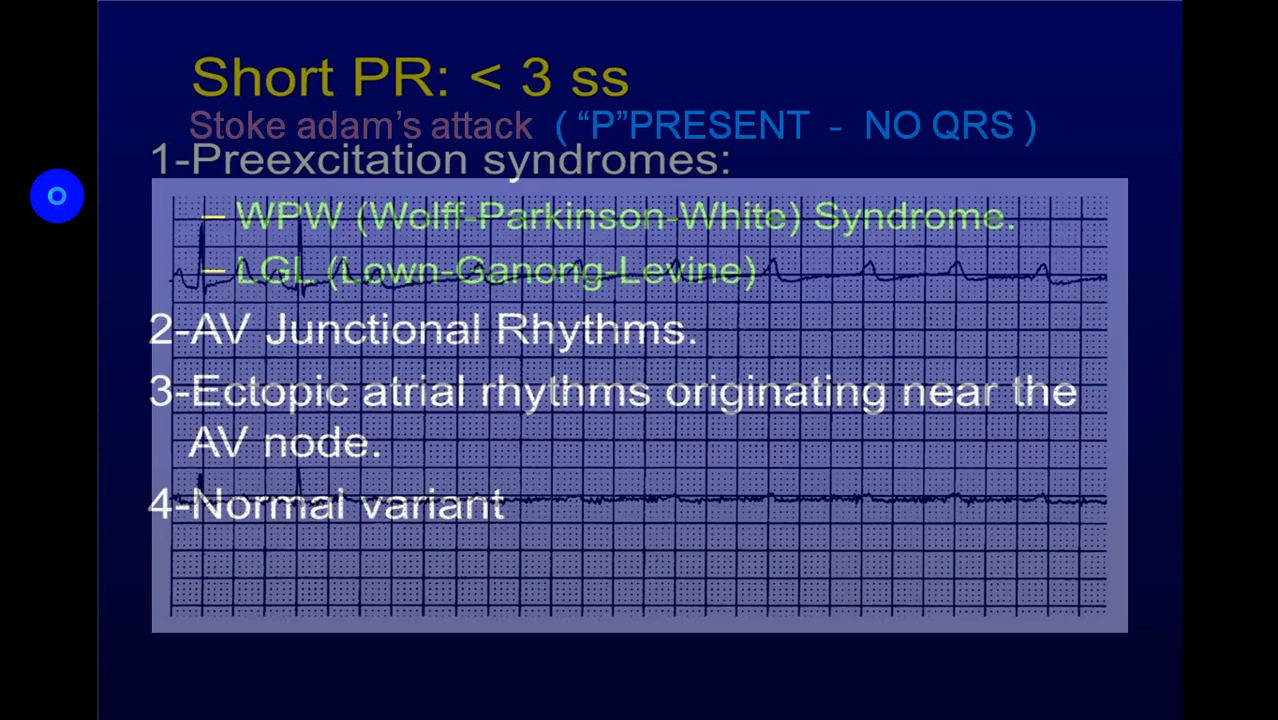 Short PR: < 3 ss
Stoke adam’s attack ( “P”PRESENT - NO QRS )
1-Preexcitation syndromes:
– WPW (Wolff-Parkinson-White) Syndrome.
– LGL (Lown-Ganong-Levine)
2-AV Junctional Rhythms.
3-Ectopic atrial rhythms originating near the
AV node.
4-Normal variant